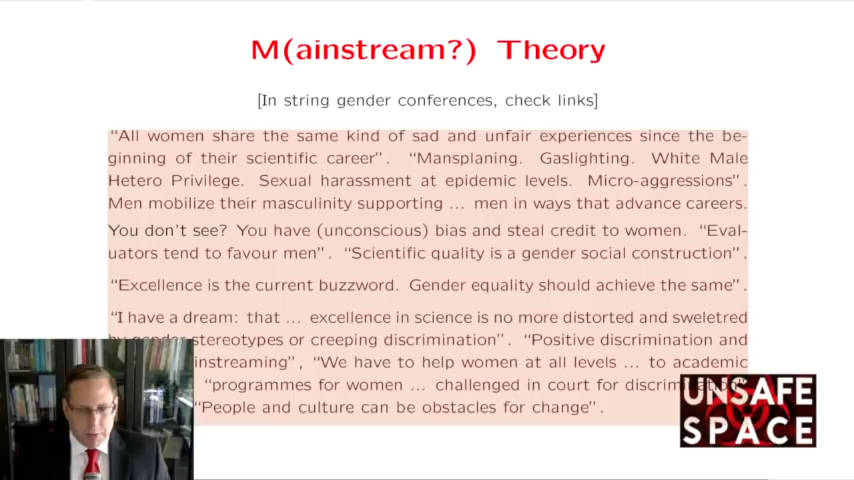 M(ainstream?) Theory
[In string gender conferences, check links]
“All women share the same kind of sad and unfair experiences since the be-
ginning of their scientific career”. “Mansplaning. Gaslighting. White Male
Hetero Privilege. Sexual harassment at epidemic levels. Micro-aggressions”.
Men mobilize their masculinity supporting ... men in ways that advance careers.
You don’t see? You have (unconscious) bias and steal credit to women. “Eval-
uators tend to favour men”. “Scientific quality is a gender social construction”.
“Excellence is the current buzzword. Gender equality should achieve the same”.
“I have a dream: that ... excellence in science is no more distorted and sweletred
by gender stereotypes or creeping discrimination”. “Positive discrimination and
instreaming”, “We have to help women at all levels ... to academic
“programmes for women ... challenged in court for discrimination”
“People and culture can be obstacles for change”.
UNSAFE
SPACE